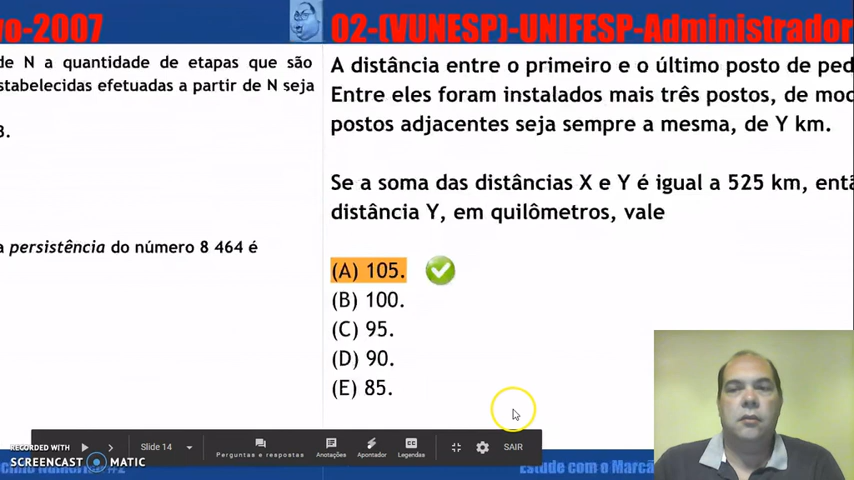 vo-2007
02-(VUNESP)-UNIFESP-Administrador
de N a quantidade de etapas que são
stabelecidas efetuadas a partir de N seja
3.
a persistência do número 8 464 é
A distância entre o primeiro e o último posto de ped
Entre eles foram instalados mais três postos, de mod
postos adjacentes seja sempre a mesma, de Y km.
Se a soma das distâncias X e Y é igual a 525 km, entã
distância Y, em quilômetros, vale
(A) 105.
(B) 100.
(C) 95.
(D) 90.
(E) 85.
RECORDED WITH
SCREENCAST MATIC
Slide 14
Perguntas e respostas
Anotações
Apontador
Legendas
SAIR
Estude com o Marcã